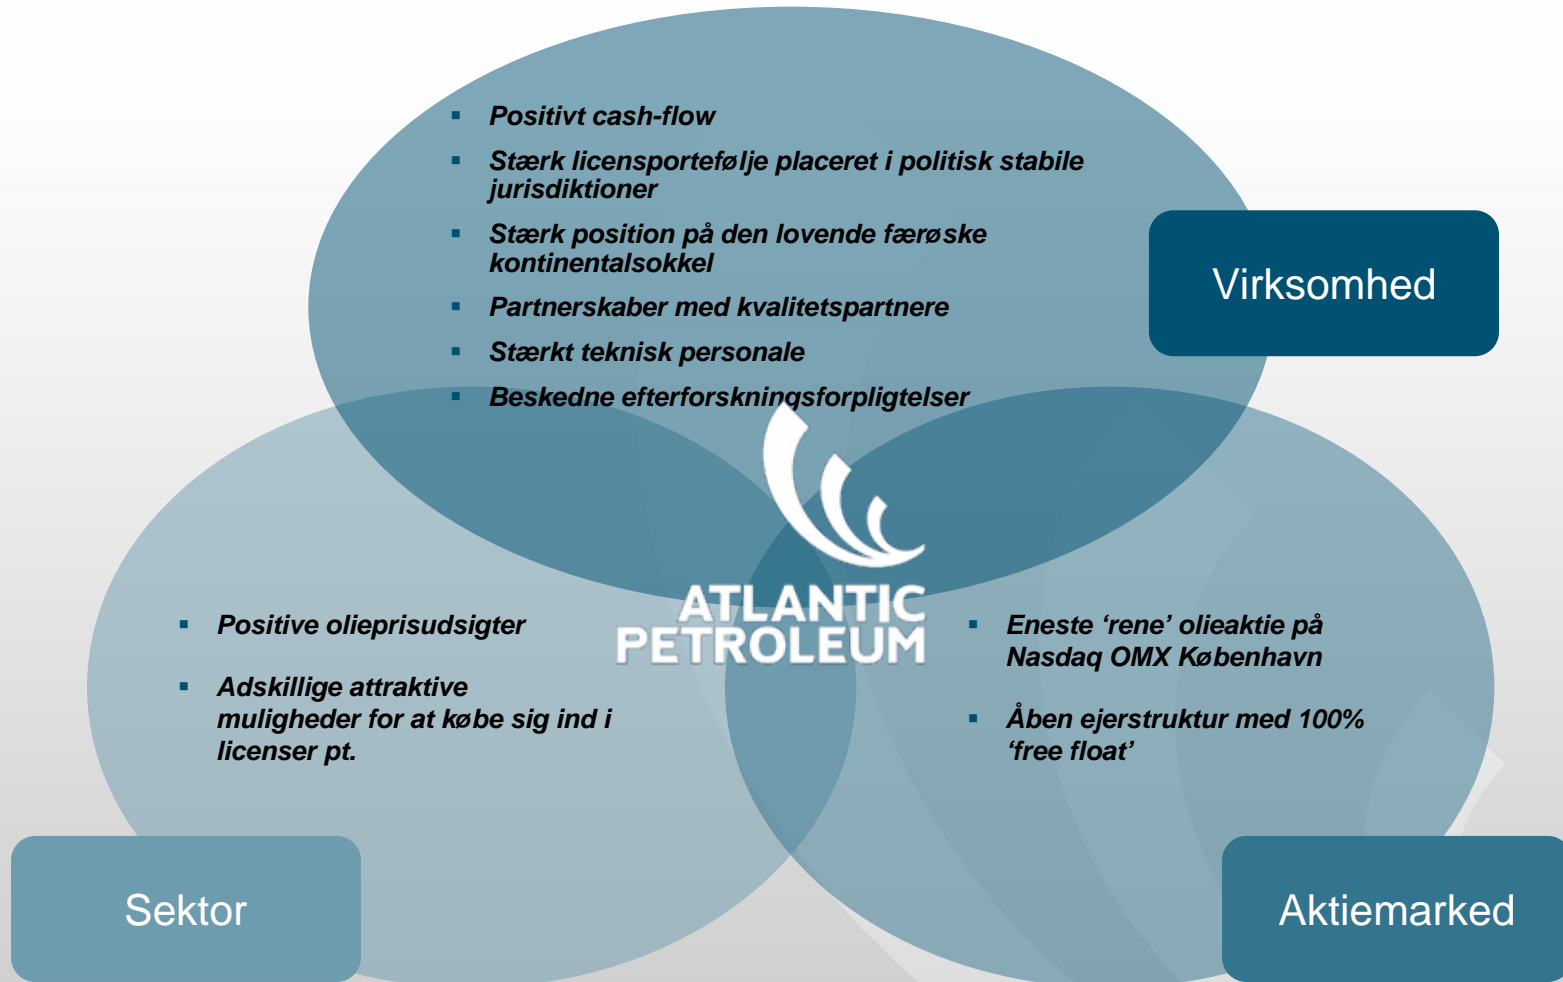 ▪ Positivt cash-flow
▪ Stærk licensportefølje placeret i politisk stabile
jurisdiktioner
▪ Stærk position på den lovende færøske
kontinentalsokkel
▪ Partnerskaber med kvalitetspartnere
▪ Stærkt teknisk personale
▪ Beskedne efterforskningsforpligtelser
Virksomhed
ATLANTIC
PETROLEUM
▪ Positive olieprisudsigter
▪ Adskillige attraktive
muligheder for at købe sig ind i
licenser pt.
▪ Eneste ‘rene’ olieaktie på
Nasdaq OMX København
▪ Åben ejerstruktur med 100%
‘free float’
Sektor
Aktiemarked